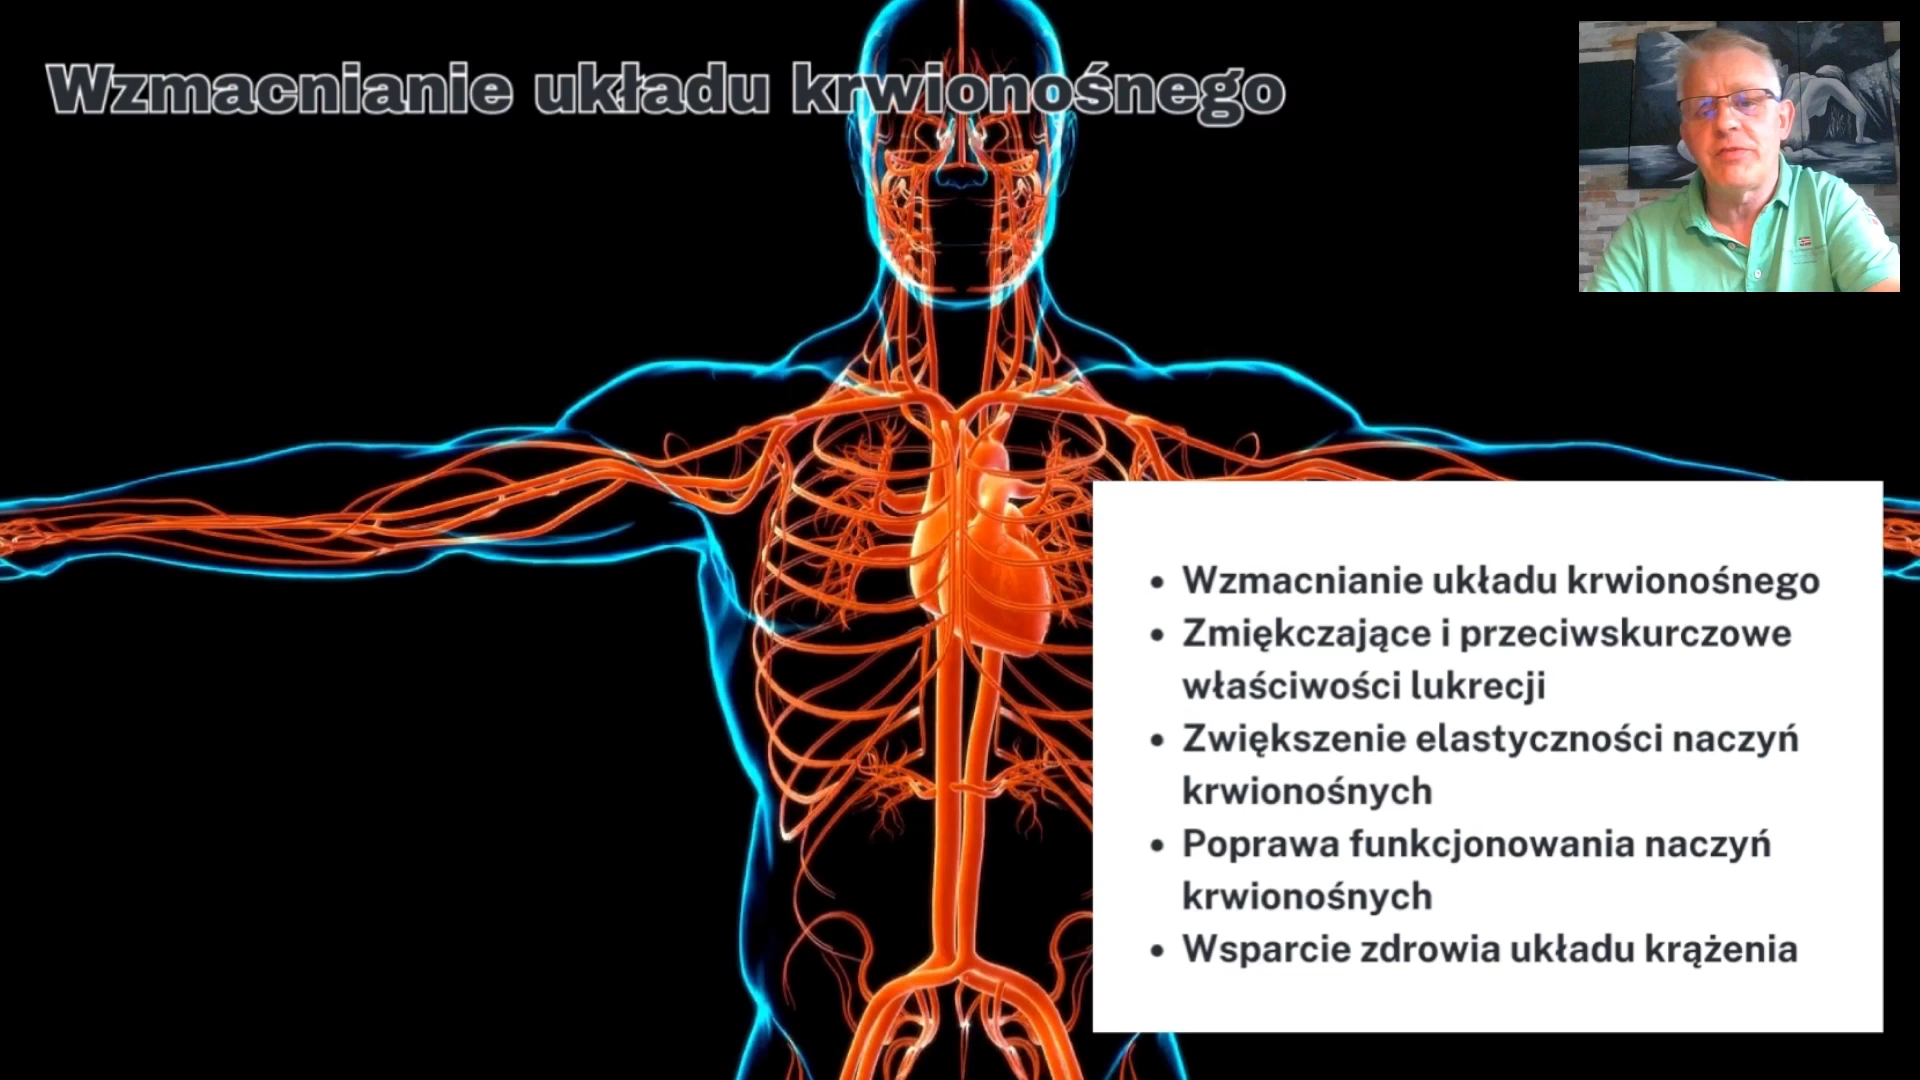 Wzmacnianie układu krwionośnego
• Wzmacnianie układu krwionośnego
• Zmiękczające i przeciwskurczowe
właściwości lukrecji
• Zwiększenie elastyczności naczyń
krwionośnych
• Poprawa funkcjonowania naczyń
krwionośnych
• Wsparcie zdrowia układu krążenia